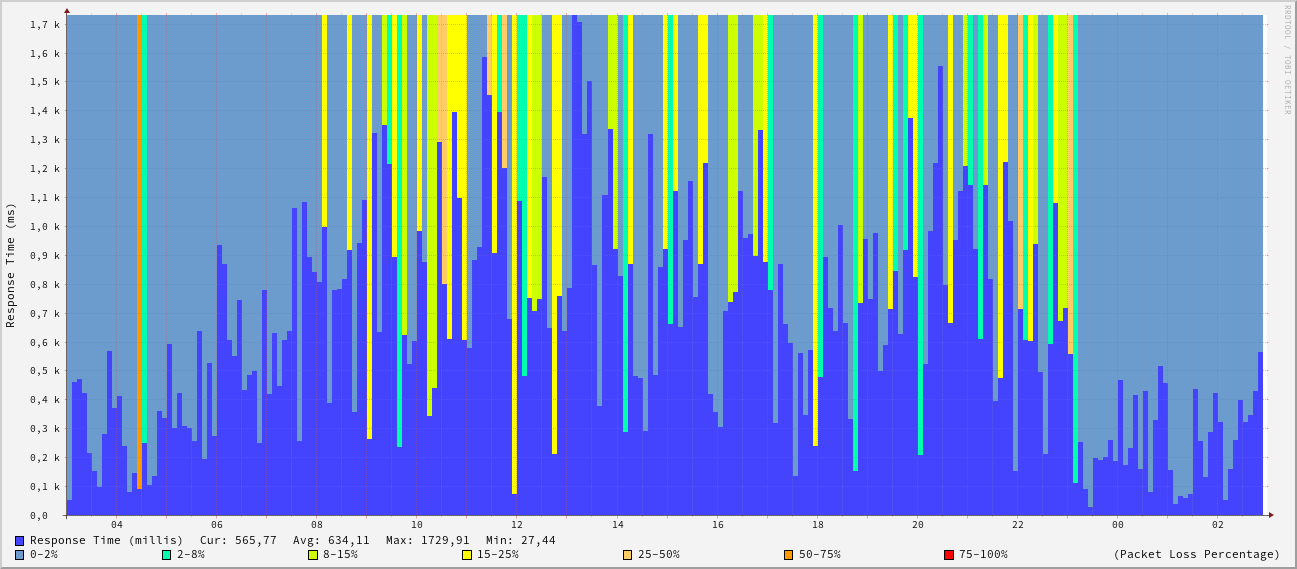 RRDTOOL / TOBI OETIKER
Response Time (ms)
1,7 k
1,6 k
1,5 k
1,4 k
1,3 k
1,2 k
1,1 k
1,0 k
0,9 k
0,8 k
0,7 k
0,6 k
0,5 k
0,4 k
0,3 k
0,2 k
0,1 k
0,0
04 06 08 10 12 14 16 18 20 22 00 02
Response Time (millis) Cur: 565,77 Avg: 634,11 Max: 1729,91 Min: 27,44
0-2% 2-8% 8-15% 15-25% 25-50% 50-75% 75-100% (Packet Loss Percentage)